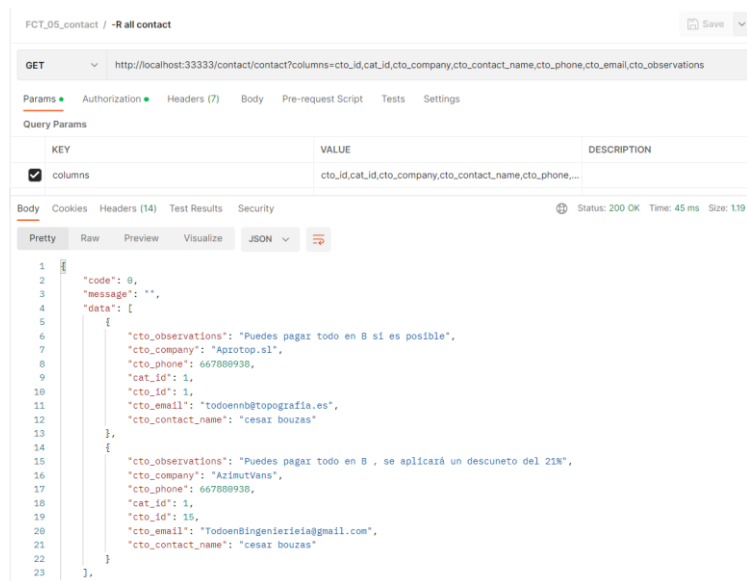 FCT_05_contact / -R all contact
Save
GET http://localhost:33333/contact/contact?columns=cto_id,cat_id,cto_company,cto_contact_name,cto_phone,cto_email,cto_observations
Params Authorization Headers (7) Body Pre-request Script Tests Settings
Query Params
KEY VALUE DESCRIPTION
columns cto_id,cat_id,cto_company,cto_contact_name,cto_phone,...
Body Cookies Headers (14) Test Results Security Status: 200 OK Time: 45 ms Size: 1.19
Pretty Raw Preview Visualize JSON
1 {
2 "code": 0,
3 "message": "",
4 "data": [
5 {
6 "cto_observations": "Puedes pagar todo en B si es posible",
7 "cto_company": "Aprotop.sl",
8 "cto_phone": 667880938,
9 "cat_id": 1,
10 "cto_id": 1,
11 "cto_email": "todoennb@topografia.es",
12 "cto_contact_name": "cesar bouzas"
13 },
14 {
15 "cto_observations": "Puedes pagar todo en B , se aplicará un descuneto del 21%",
16 "cto_company": "AzimutVans",
17 "cto_phone": 667880938,
18 "cat_id": 1,
19 "cto_id": 15,
20 "cto_email": "TodoenBingenierieia@gmail.com",
21 "cto_contact_name": "cesar bouzas"
22 }
23 ],